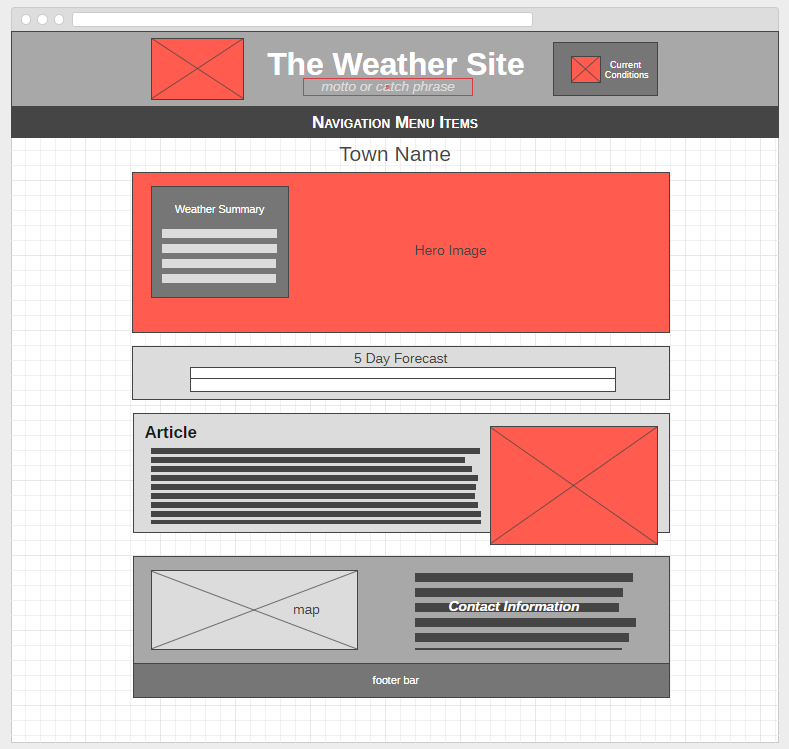 The Weather Site
motto or catch phrase
Current
Conditions
Navigation Menu Items
Town Name
Weather Summary
Hero Image
5 Day Forecast
Article
map
Contact Information
footer bar